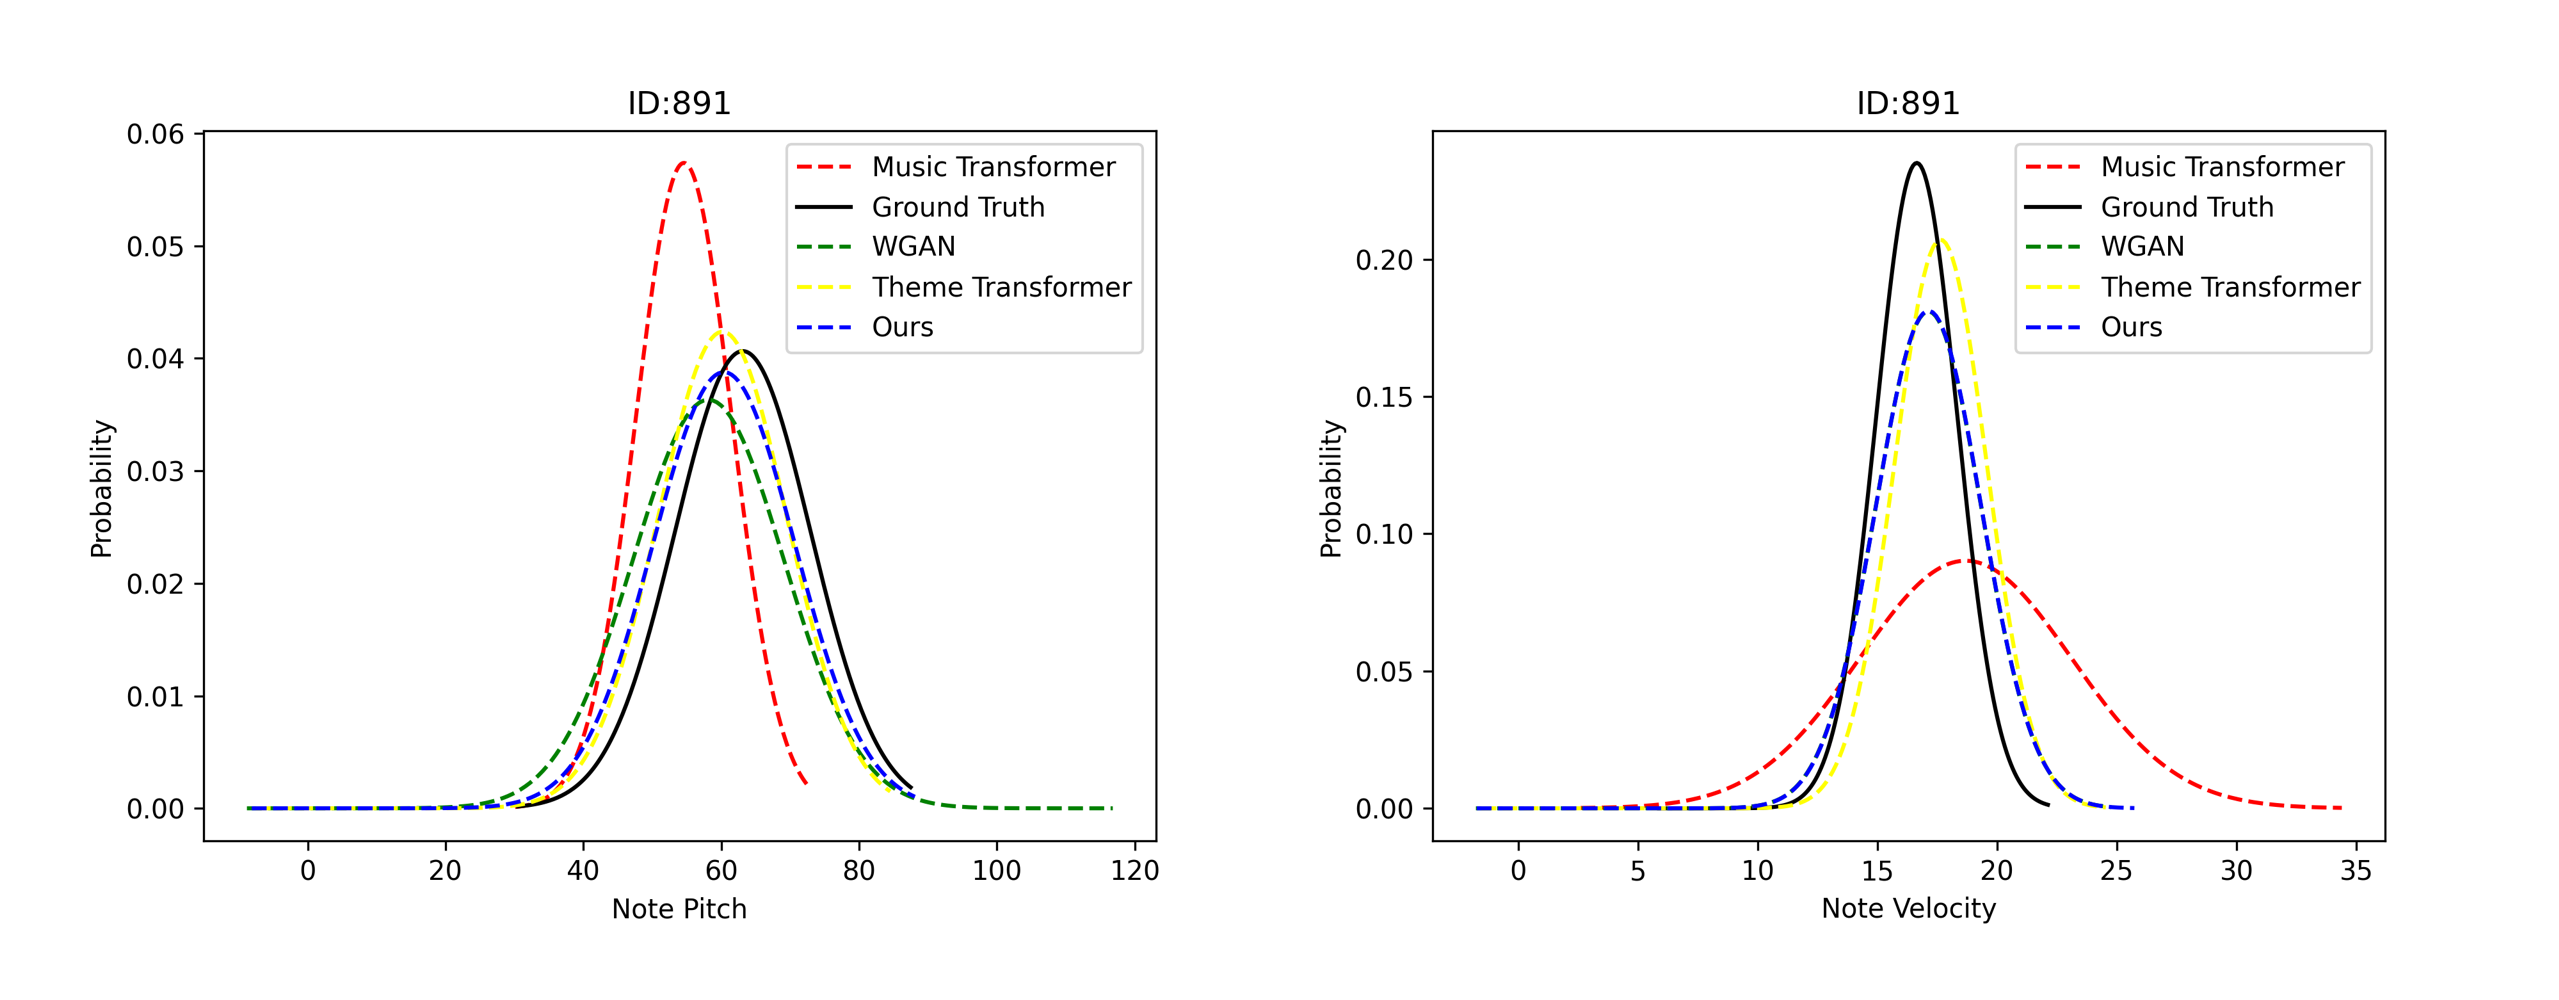 ID:891
0.06
0.05
0.04
0.03
0.02
0.01
0.00
Probability
0 20 40 60 80 100 120
Note Pitch
Music Transformer
Ground Truth
WGAN
Theme Transformer
Ours
ID:891
0.20
0.15
0.10
0.05
0.00
Probability
0 5 10 15 20 25 30 35
Note Velocity
Music Transformer
Ground Truth
WGAN
Theme Transformer
Ours